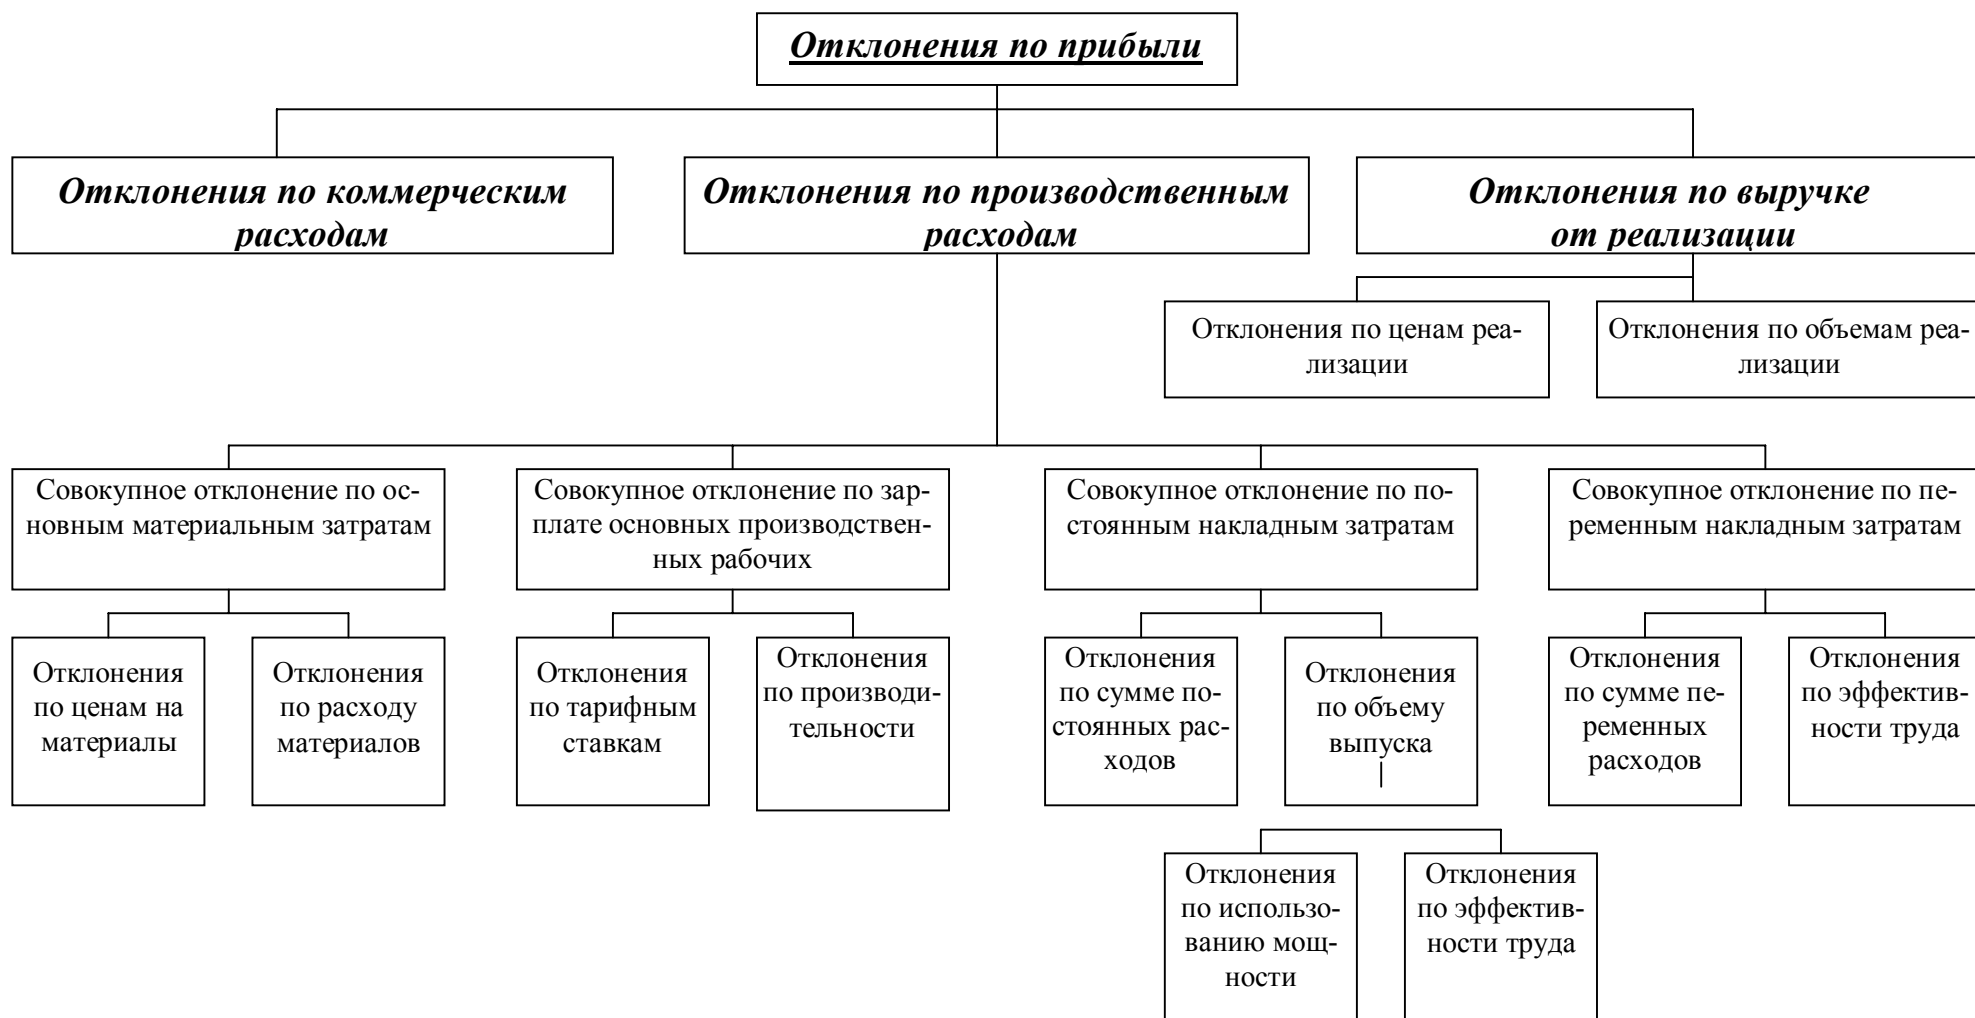 Отклонения по прибыли
Отклонения по коммерческим
расходам
Отклонения по производственным
расходам
Отклонения по выручке
от реализации
Отклонения по ценам реа-
лизации
Отклонения по объемам реа-
лизации
Совокупное отклонение по ос-
новным материальным затратам
Совокупное отклонение по зар-
плате основных производствен-
ных рабочих
Совокупное отклонение по по-
стоянным накладным затратам
Совокупное отклонение по пе-
ременным накладным затратам
Отклонения
по ценам на
материалы
Отклонения
по расходу
материалов
Отклонения
по тарифным
ставкам
Отклонения
по производи-
тельности
Отклонения
по сумме по-
стоянных рас-
ходов
Отклонения
по объему
выпуска
Отклонения
по сумме пе-
ременных
расходов
Отклонения
по эффектив-
ности труда
Отклонения
по использо-
ванию мощ-
ности
Отклонения
по эффектив-
ности труда